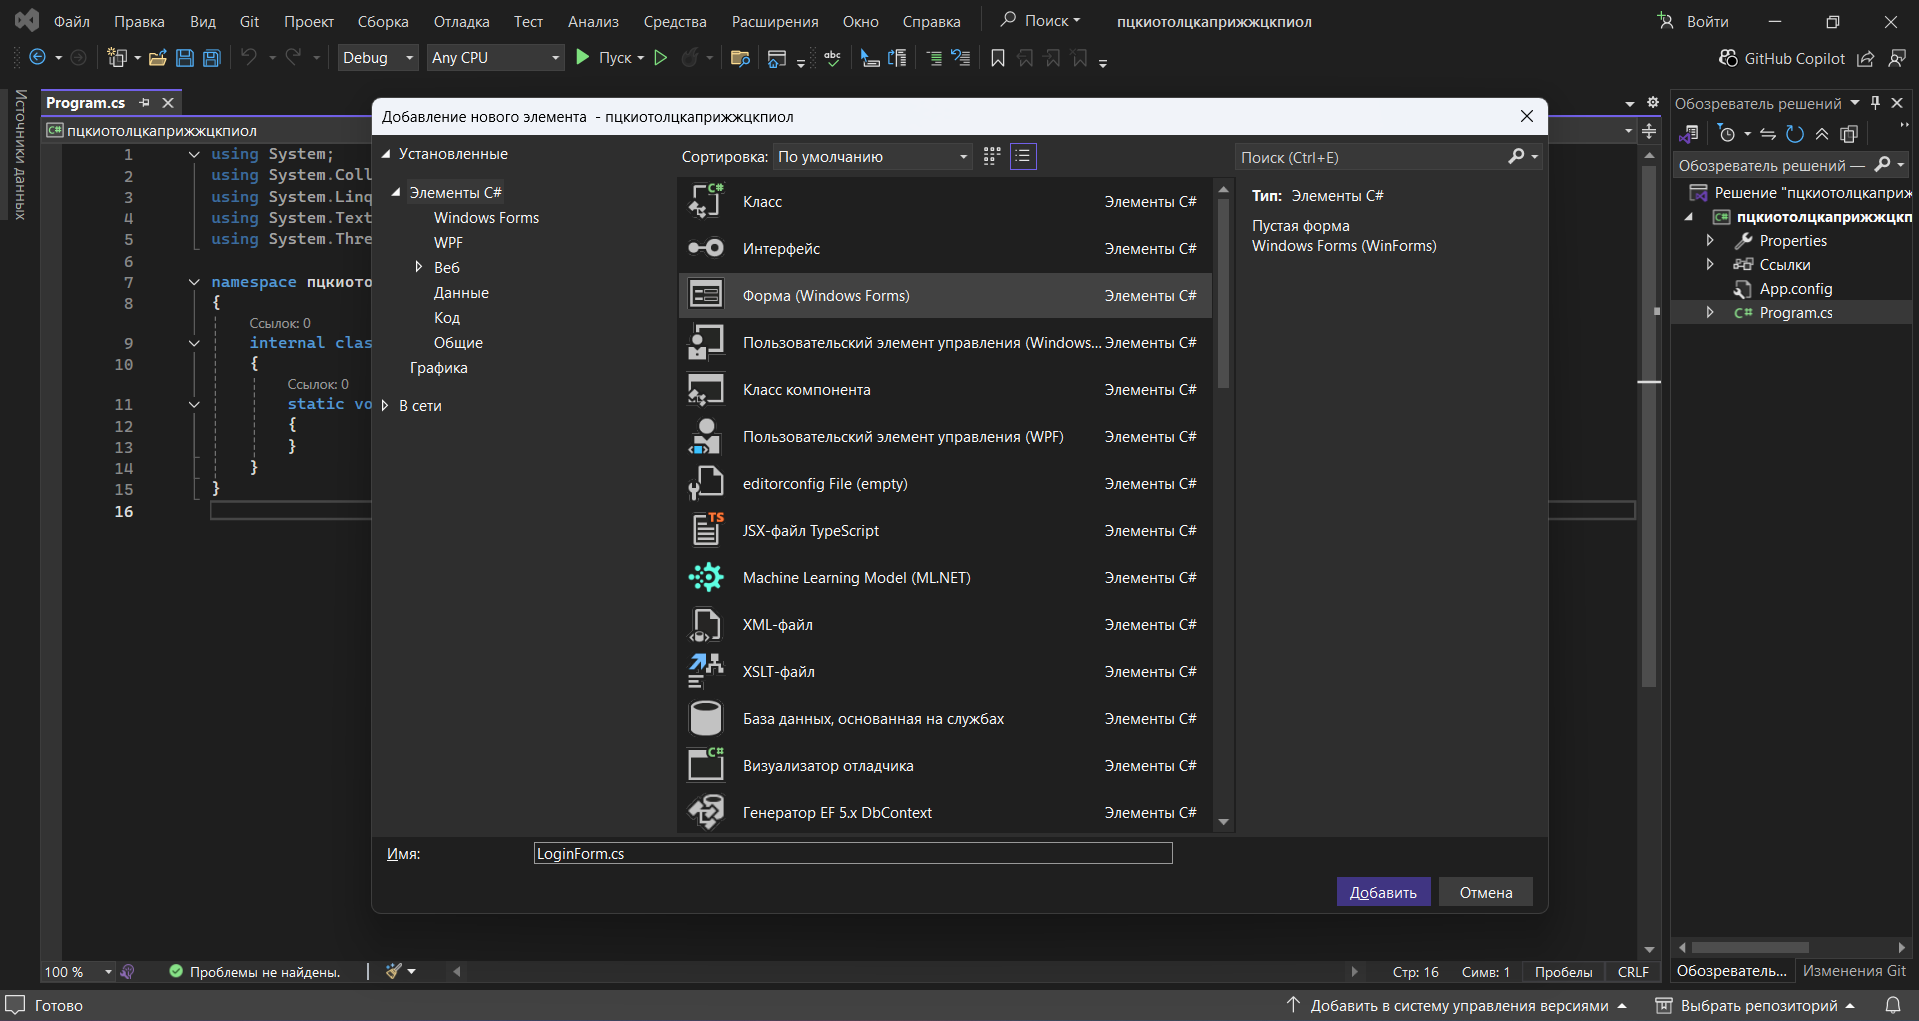 Файл Правка Вид Git Проект Сборка Отладка Тест Анализ Средства Расширения Окно Справка Поиск пцкиотолцкаприжжцкпиол Войти
Debug Any CPU Пуск abc GitHub Copilot
Источники данных
Program.cs
пцкиотолцкаприжжцкпиол
1 using System;
2 using System.Coll
3 using System.Linq
4 using System.Text
5 using System.Thre
6
7 namespace пцкиото
8 {
Ссылок: 0
9 internal clas
10 {
Ссылок: 0
11 static vo
12 {
13 }
14 }
15 }
16
Добавление нового элемента - пцкиотолцкаприжжцкпиол
Установленные
Элементы C#
Windows Forms
WPF
Веб
Данные
Код
Общие
Графика
В сети
Сортировка: По умолчанию
Класс Элементы C#
Интерфейс Элементы C#
Форма (Windows Forms) Элементы C#
Пользовательский элемент управления (Windows... Элементы C#
Класс компонента Элементы C#
Пользовательский элемент управления (WPF) Элементы C#
editorconfig File (empty) Элементы C#
JSX-файл TypeScript Элементы C#
Machine Learning Model (ML.NET) Элементы C#
XML-файл Элементы C#
XSLT-файл Элементы C#
База данных, основанная на службах Элементы C#
Визуализатор отладчика Элементы C#
Генератор EF 5.x DbContext Элементы C#
Поиск (Ctrl+E)
Тип: Элементы C#
Пустая форма
Windows Forms (WinForms)
Имя: LoginForm.cs
Добавить Отмена
Обозреватель решений
Обозреватель решений —
Решение "пцкиотолцкаприж
пцкиотолцкаприжжцкп
Properties
Ссылки
App.config
Program.cs
Обозреватель... Изменения Git
100 % Проблемы не найдены. Стр: 16 Симв: 1 Пробелы CRLF
Готово Добавить в систему управления версиями Выбрать репозиторий